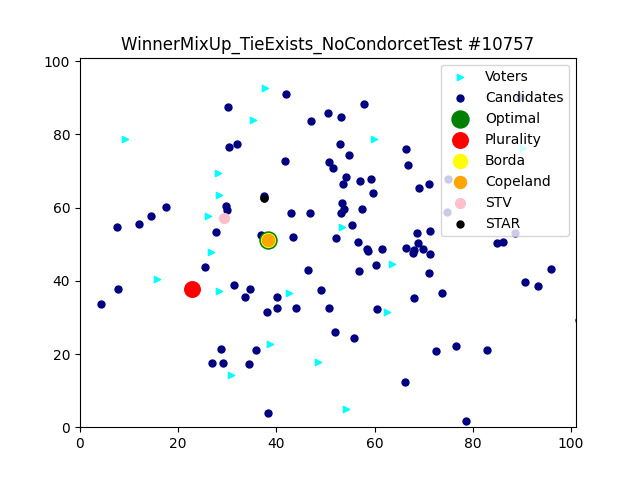 WinnerMixUp_TieExists_NoCondorcetTest #10757
100
80
60
40
20
0
0 20 40 60 80 100
Voters
Candidates
Optimal
Plurality
Borda
Copeland
STV
STAR